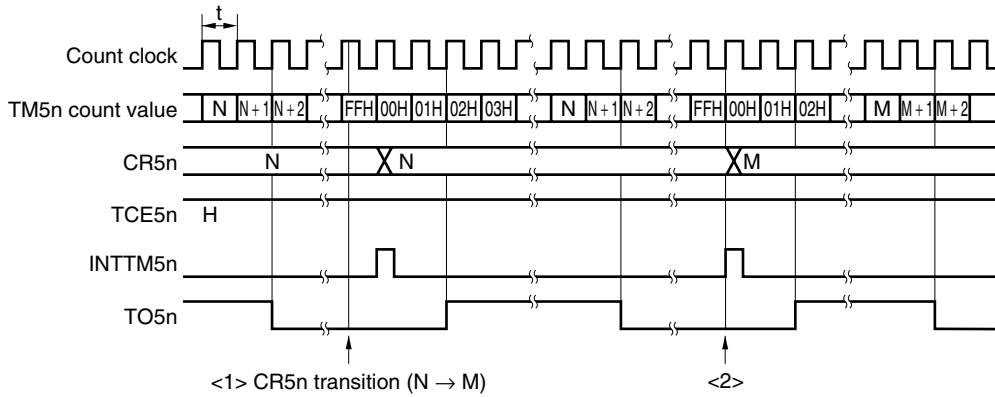 t
Count clock
TM5n count value N N + 1 N + 2 FFH 00H 01H 02H 03H N N + 1 N + 2 FFH 00H 01H 02H M M + 1 M + 2
CR5n N N M
TCE5n H
INTTM5n
TO5n
<1> CR5n transition (N → M) <2>